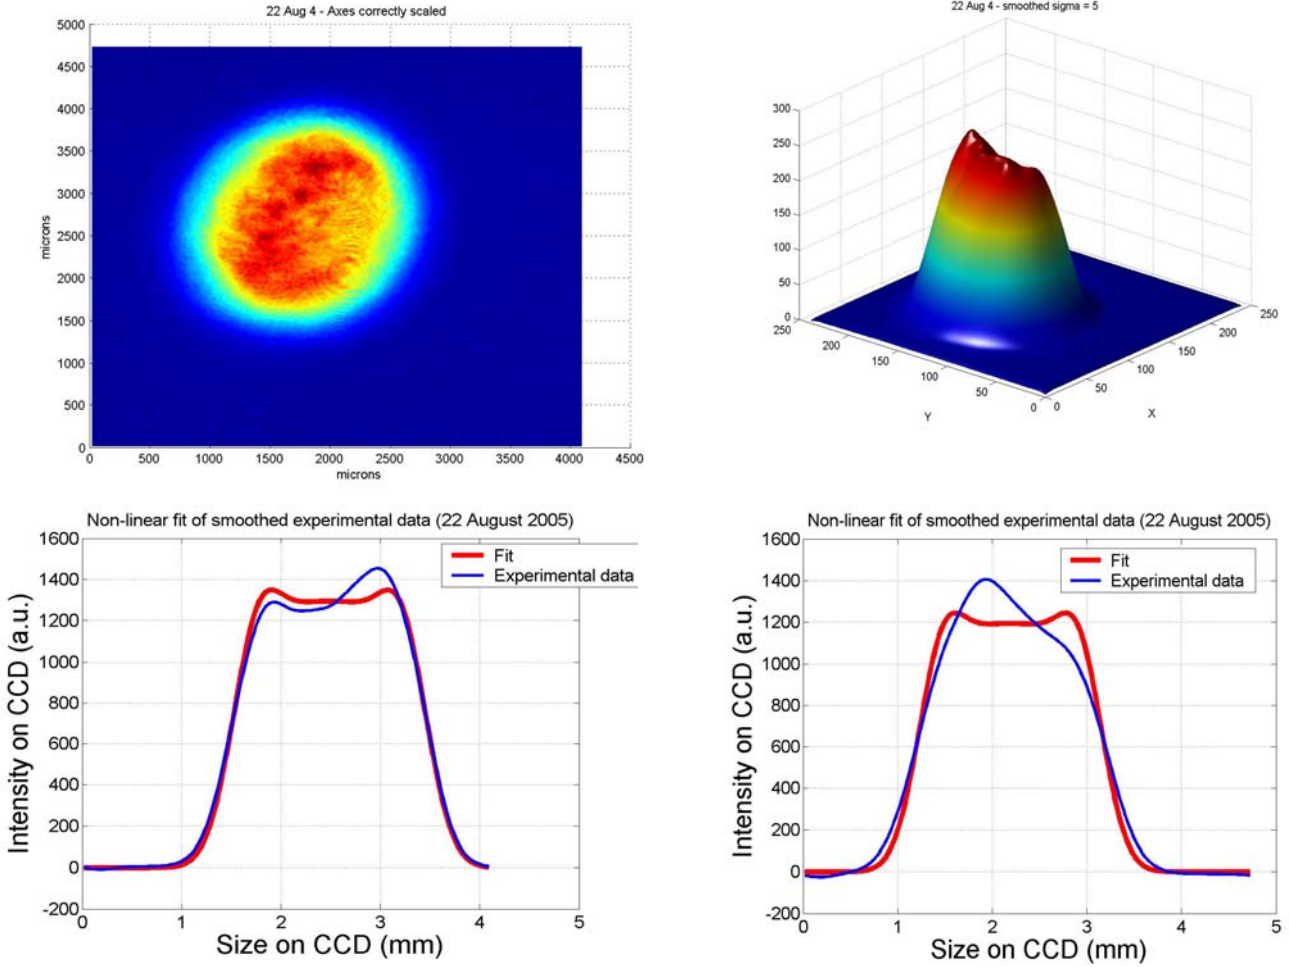 22 Aug 4 - Axes correctly scaled
5000
4500
4000
3500
3000
2500
2000
1500
1000
500
0
microns
0 500 1000 1500 2000 2500 3000 3500 4000 4500
microns
22 Aug 4 - smoothed sigma = 5
300
250
200
150
100
50
0
250 200 150 100 50 0
Y
0 50 100 150 200 250
X
Non-linear fit of smoothed experimental data (22 August 2005)
Fit
Experimental data
1600
1400
1200
1000
800
600
400
200
0
-200
Intensity on CCD (a.u.)
0 1 2 3 4 5
Size on CCD (mm)
Non-linear fit of smoothed experimental data (22 August 2005)
Fit
Experimental data
1600
1400
1200
1000
800
600
400
200
0
-200
Intensity on CCD (a.u.)
0 1 2 3 4 5
Size on CCD (mm)